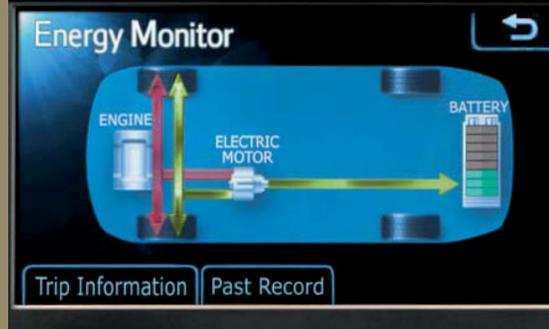 Energy Monitor
ENGINE
ELECTRIC
MOTOR
BATTERY
Trip Information
Past Record